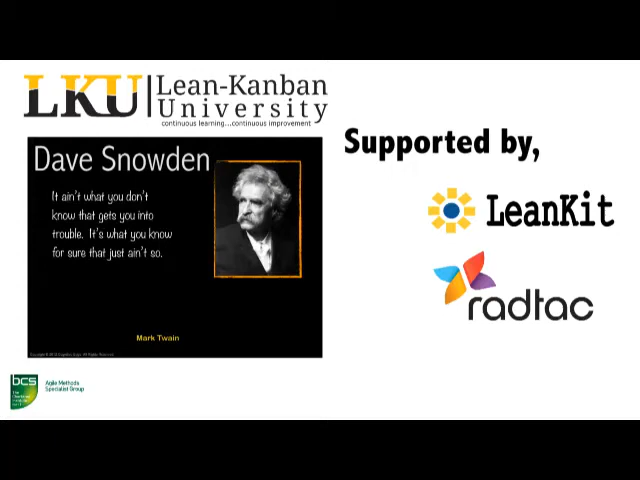 LKU Lean-Kanban University
continuous learning...continuous improvement
Dave Snowden
It ain't what you don't
know that gets you into
trouble. It's what you know
for sure that just ain't so.
Mark Twain
Supported by,
LeanKit
radtac
bcs
Agile Methods
Specialist Group